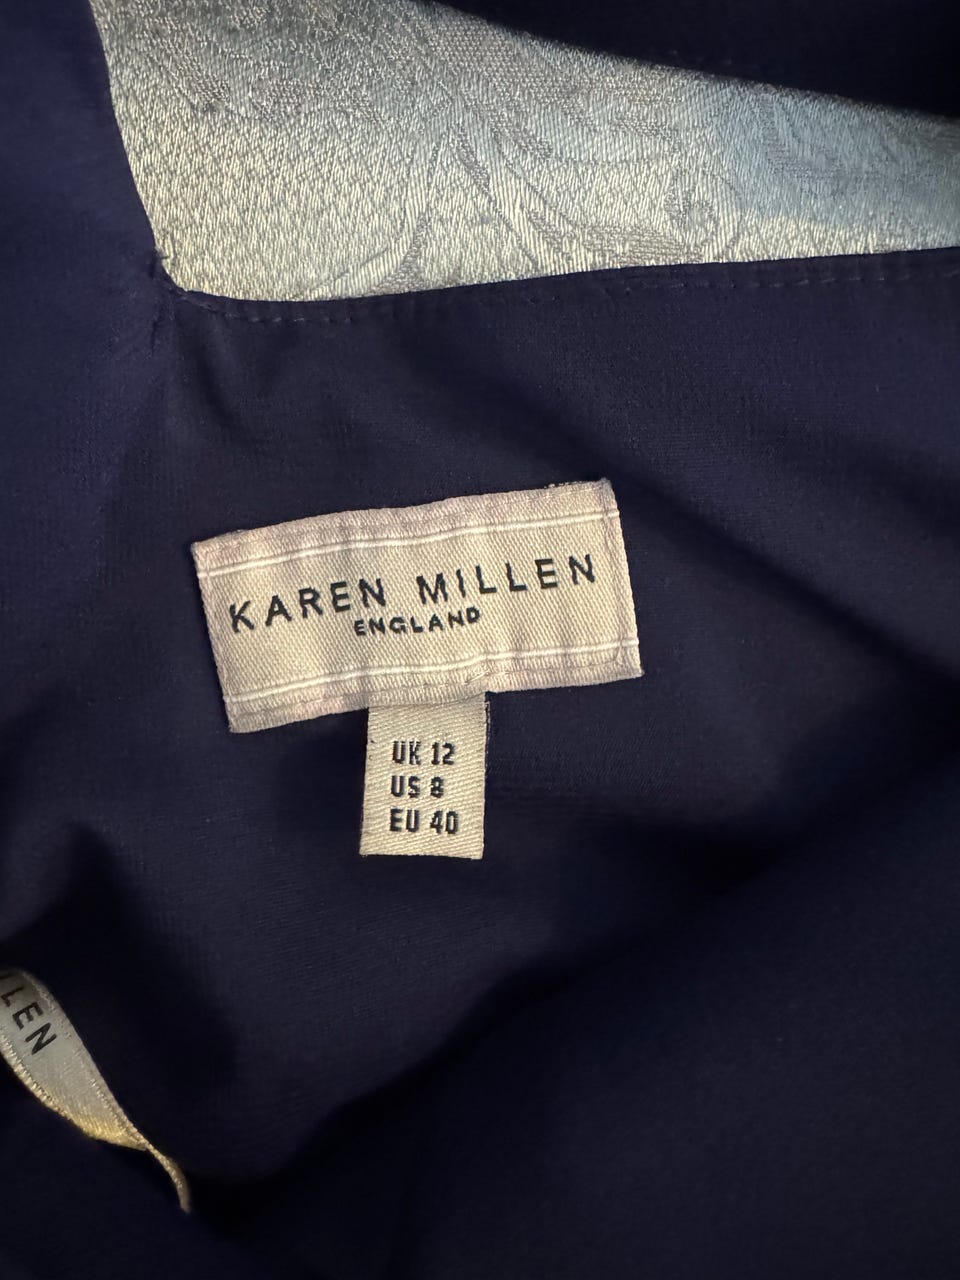 KAREN MILLEN
ENGLAND
UK 12
US 8
EU 40
LLEN